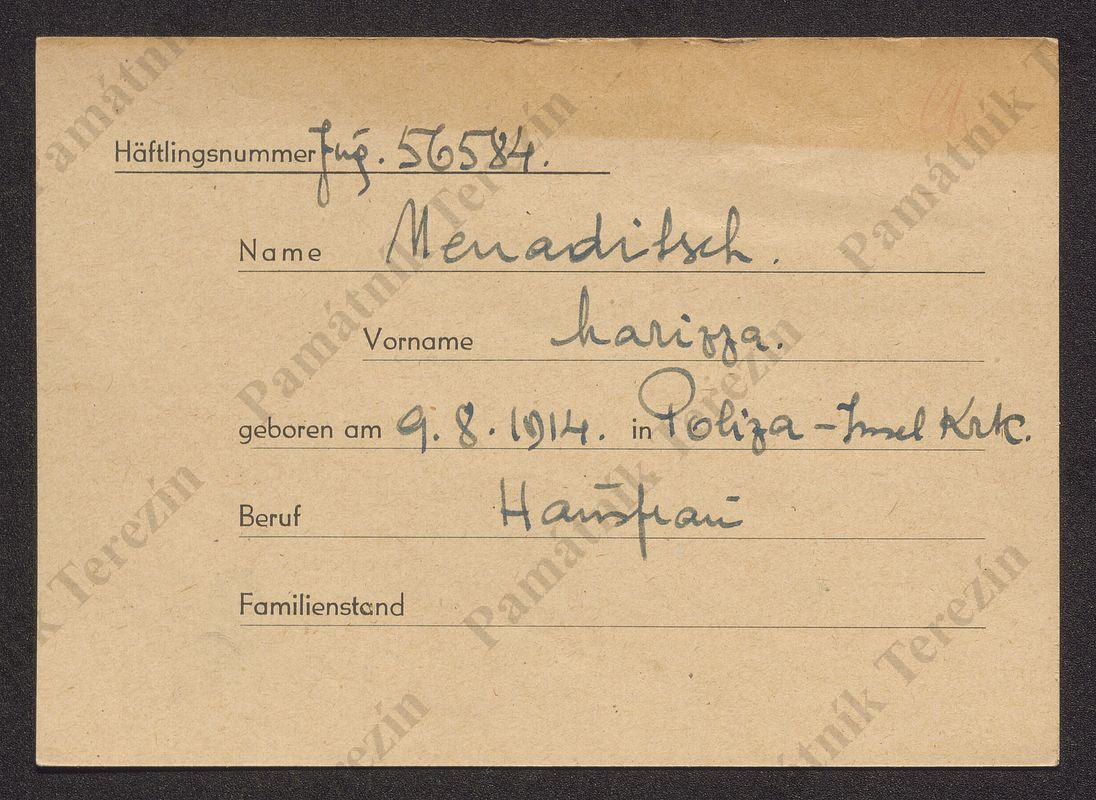 Häftlingsnummer Jug. 56584.
Name Menaditsch.
Vorname Marizza.
geboren am 9. 8. 1914. in Poliza - Insel Krk.
Beruf Hausfrau
Familienstand
Památník Terezín